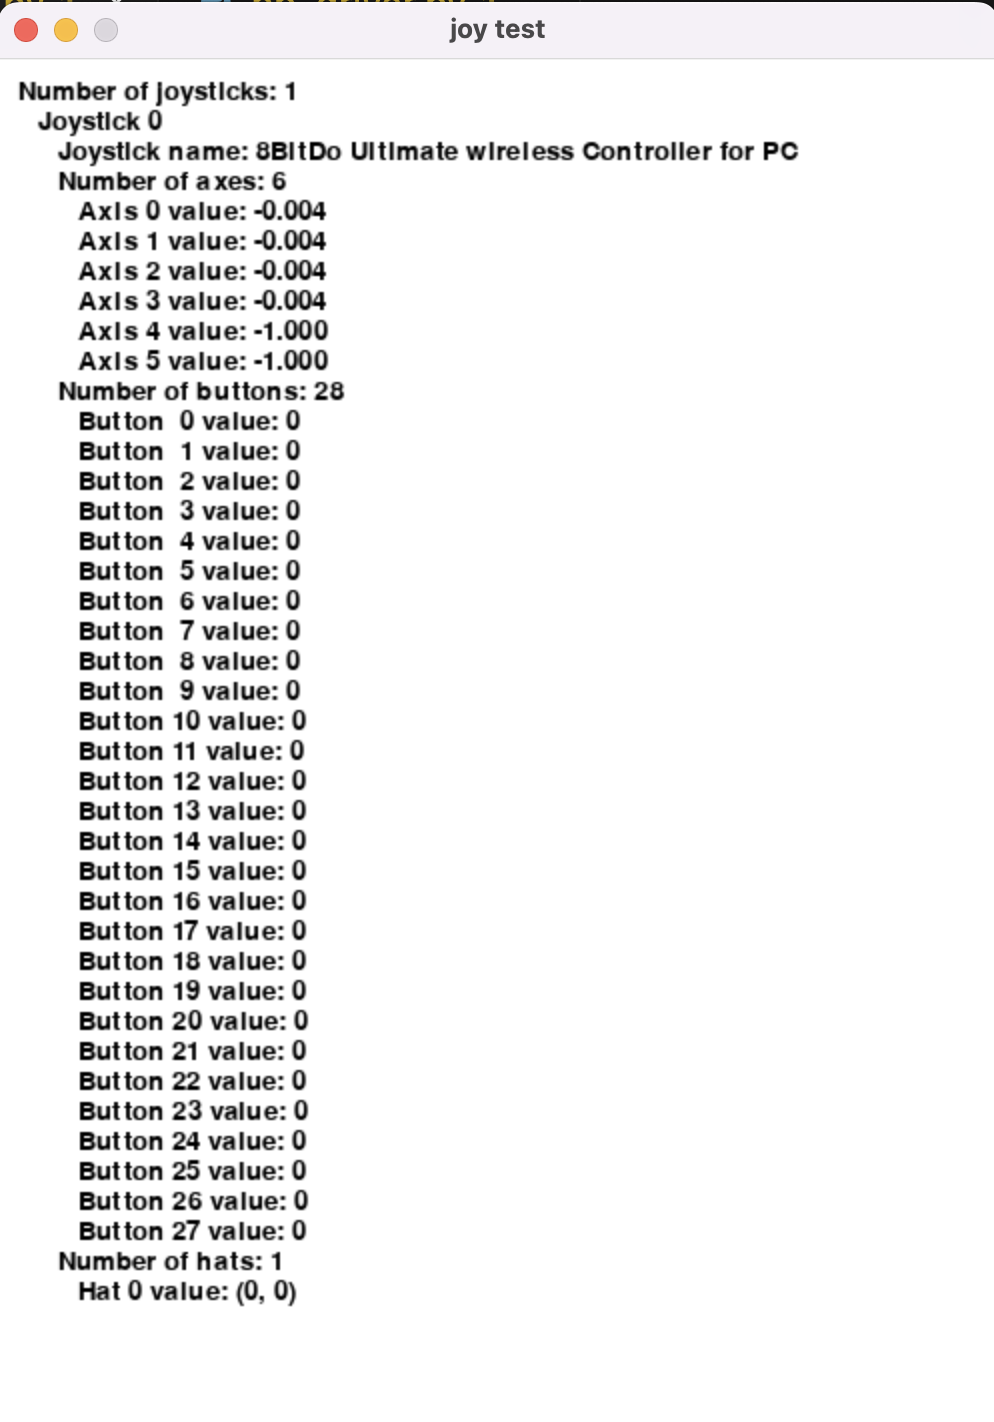 joy test
Number of joysticks: 1
Joystick 0
Joystick name: 8BitDo Ultimate wireless Controller for PC
Number of axes: 6
Axis 0 value: -0.004
Axis 1 value: -0.004
Axis 2 value: -0.004
Axis 3 value: -0.004
Axis 4 value: -1.000
Axis 5 value: -1.000
Number of buttons: 28
Button  0 value: 0
Button  1 value: 0
Button  2 value: 0
Button  3 value: 0
Button  4 value: 0
Button  5 value: 0
Button  6 value: 0
Button  7 value: 0
Button  8 value: 0
Button  9 value: 0
Button 10 value: 0
Button 11 value: 0
Button 12 value: 0
Button 13 value: 0
Button 14 value: 0
Button 15 value: 0
Button 16 value: 0
Button 17 value: 0
Button 18 value: 0
Button 19 value: 0
Button 20 value: 0
Button 21 value: 0
Button 22 value: 0
Button 23 value: 0
Button 24 value: 0
Button 25 value: 0
Button 26 value: 0
Button 27 value: 0
Number of hats: 1
Hat 0 value: (0, 0)